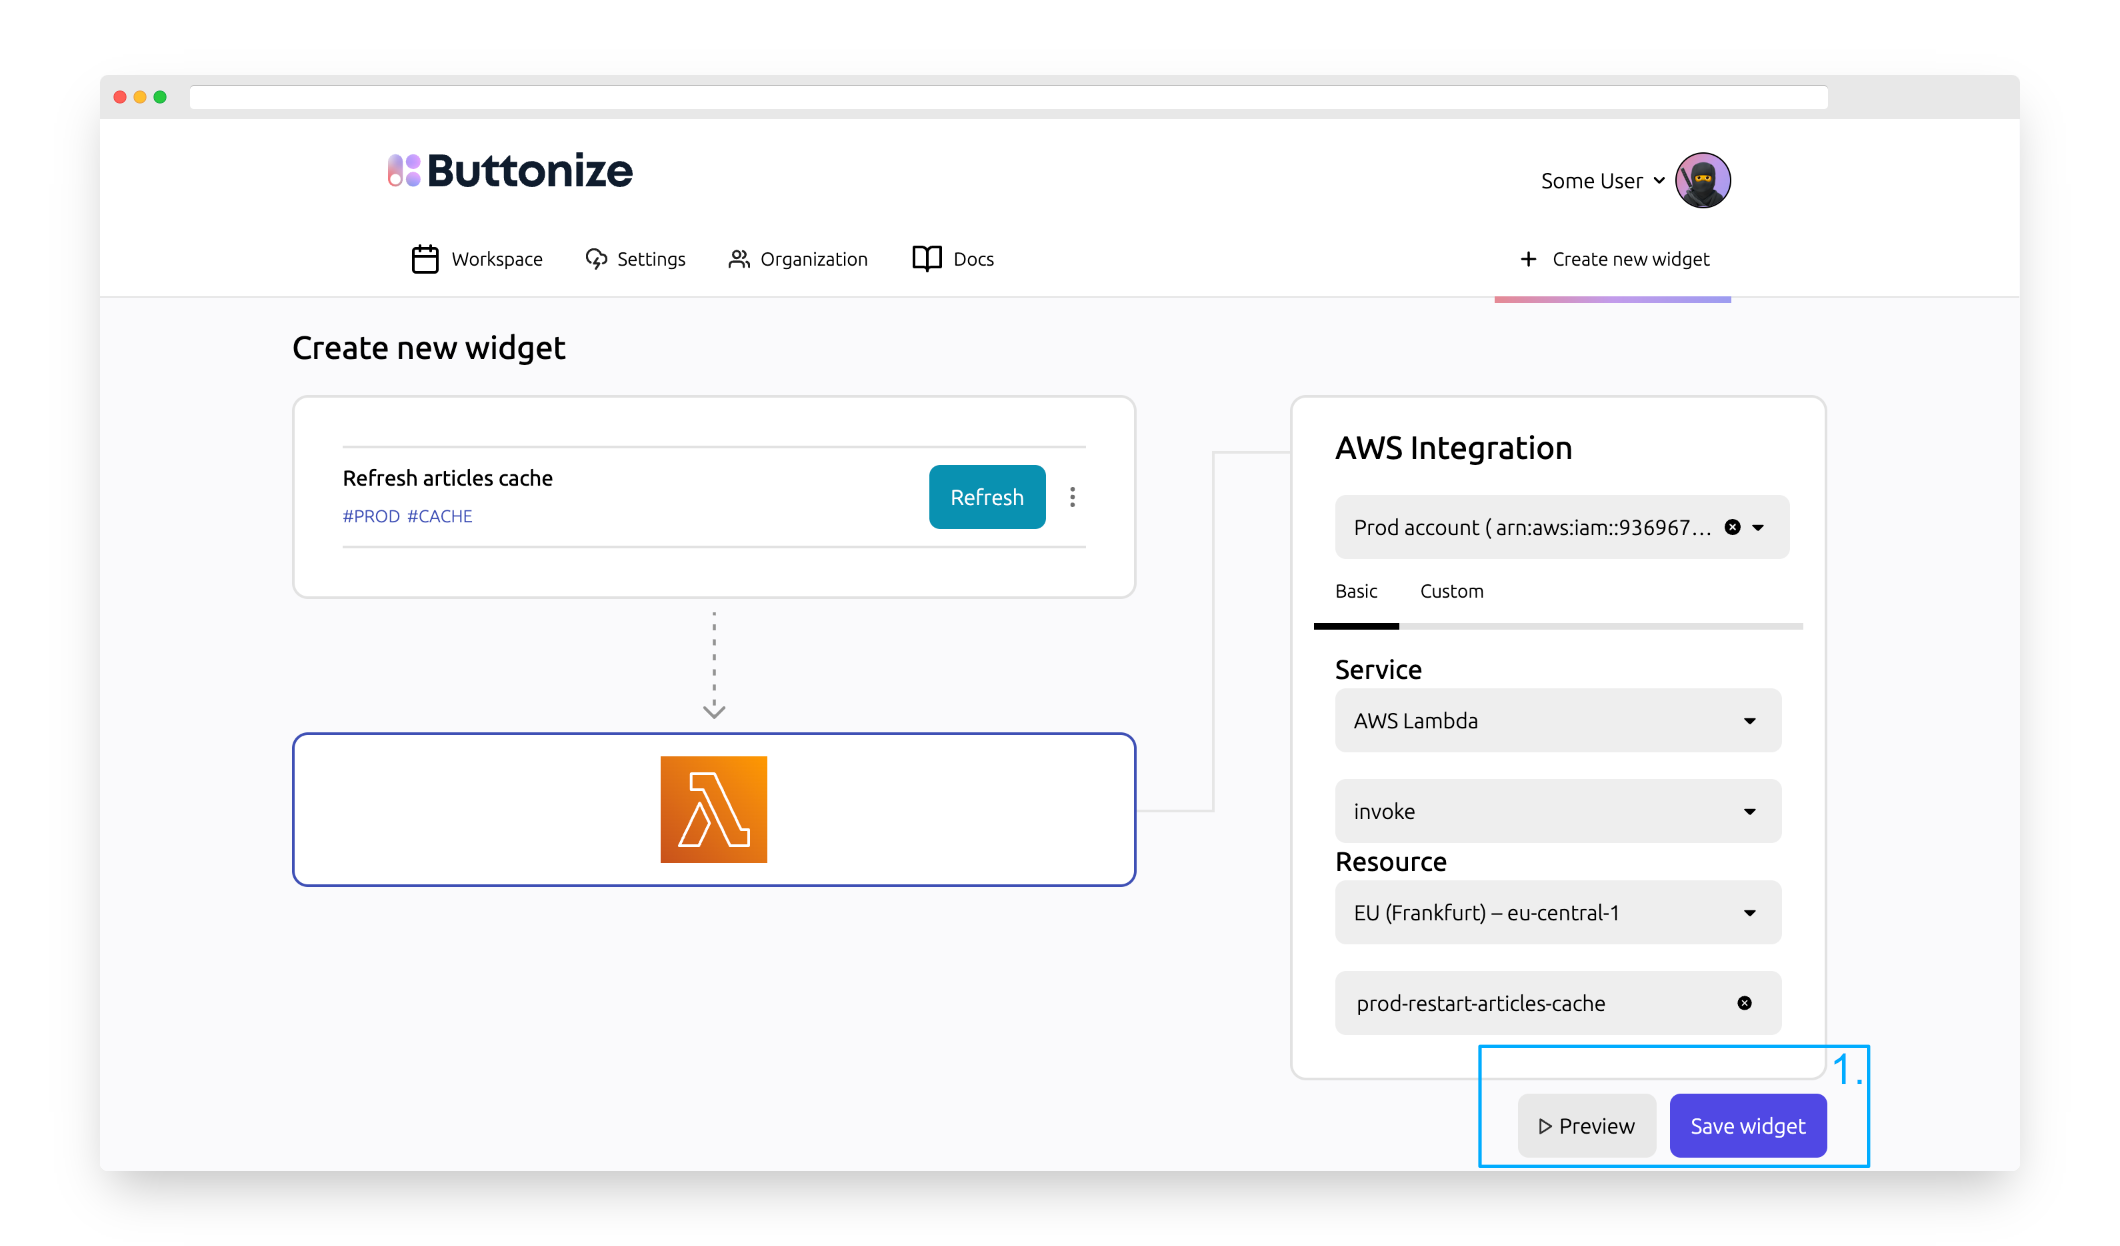 Buttonize
Some User
Workspace Settings Organization Docs
+ Create new widget
Create new widget
Refresh articles cache
#PROD #CACHE
Refresh
AWS Integration
Prod account ( arn:aws:iam::936967...
Basic Custom
Service
AWS Lambda
invoke
Resource
EU (Frankfurt) – eu-central-1
prod-restart-articles-cache
1.
Preview
Save widget